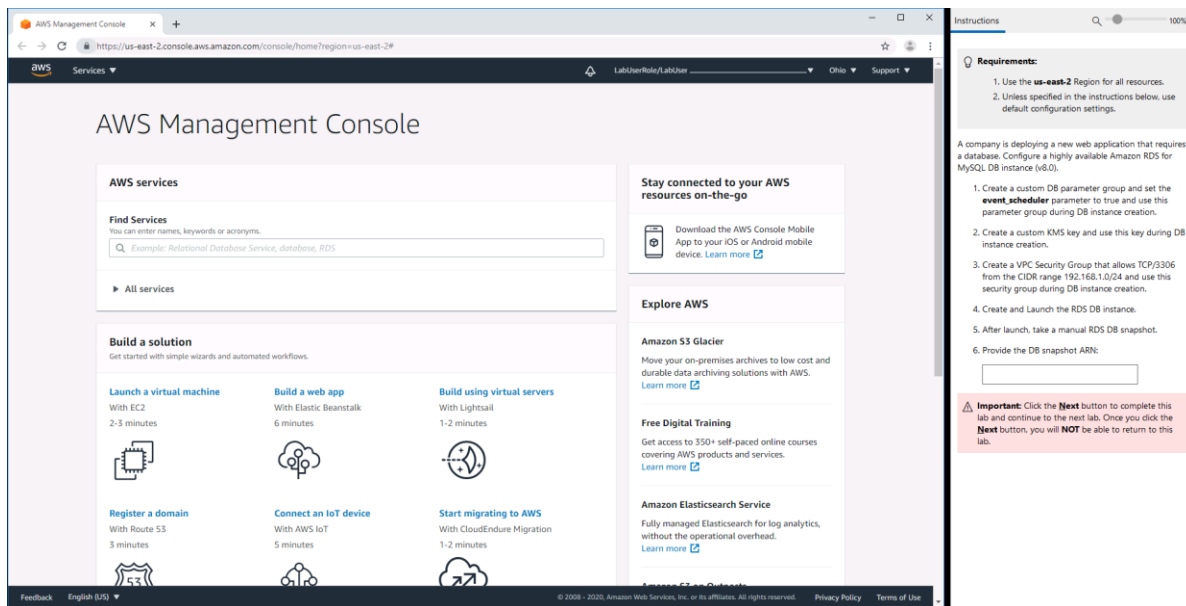 AWS Management Console
https://us-east-2.console.aws.amazon.com/console/home?region=us-east-2#
aws Services LabUserRole/LabUser Ohio Support
AWS Management Console
AWS services
Find Services
You can enter names, keywords or acronyms.
Example: Relational Database Service, database, RDS
All services
Build a solution
Get started with simple wizards and automated workflows.
Launch a virtual machine
With EC2
2-3 minutes
Build a web app
With Elastic Beanstalk
6 minutes
Build using virtual servers
With Lightsail
1-2 minutes
Register a domain
With Route 53
3 minutes
53
Connect an IoT device
With AWS IoT
5 minutes
Start migrating to AWS
With CloudEndure Migration
1-2 minutes
Stay connected to your AWS
resources on-the-go
Download the AWS Console Mobile
App to your iOS or Android mobile
device. Learn more
Explore AWS
Amazon S3 Glacier
Move your on-premises archives to low cost and
durable data archiving solutions with AWS.
Learn more
Free Digital Training
Get access to 350+ self-paced online courses
covering AWS products and services.
Learn more
Amazon Elasticsearch Service
Fully managed Elasticsearch for log analytics,
without the operational overhead.
Learn more
Amazon S3 on Outposts
Feedback English (US) © 2008 - 2020, Amazon Web Services, Inc. or its affiliates. All rights reserved. Privacy Policy Terms of Use
Instructions 100%
Requirements:
1. Use the us-east-2 Region for all resources.
2. Unless specified in the instructions below, use
default configuration settings.
A company is deploying a new web application that requires
a database. Configure a highly available Amazon RDS for
MySQL DB instance (v8.0).
1. Create a custom DB parameter group and set the
event_scheduler parameter to true and use this
parameter group during DB instance creation.
2. Create a custom KMS key and use this key during DB
instance creation.
3. Create a VPC Security Group that allows TCP/3306
from the CIDR range 192.168.1.0/24 and use this
security group during DB instance creation.
4. Create and Launch the RDS DB instance.
5. After launch, take a manual RDS DB snapshot.
6. Provide the DB snapshot ARN:
Important: Click the Next button to complete this
lab and continue to the next lab. Once you click the
Next button, you will NOT be able to return to this
lab.